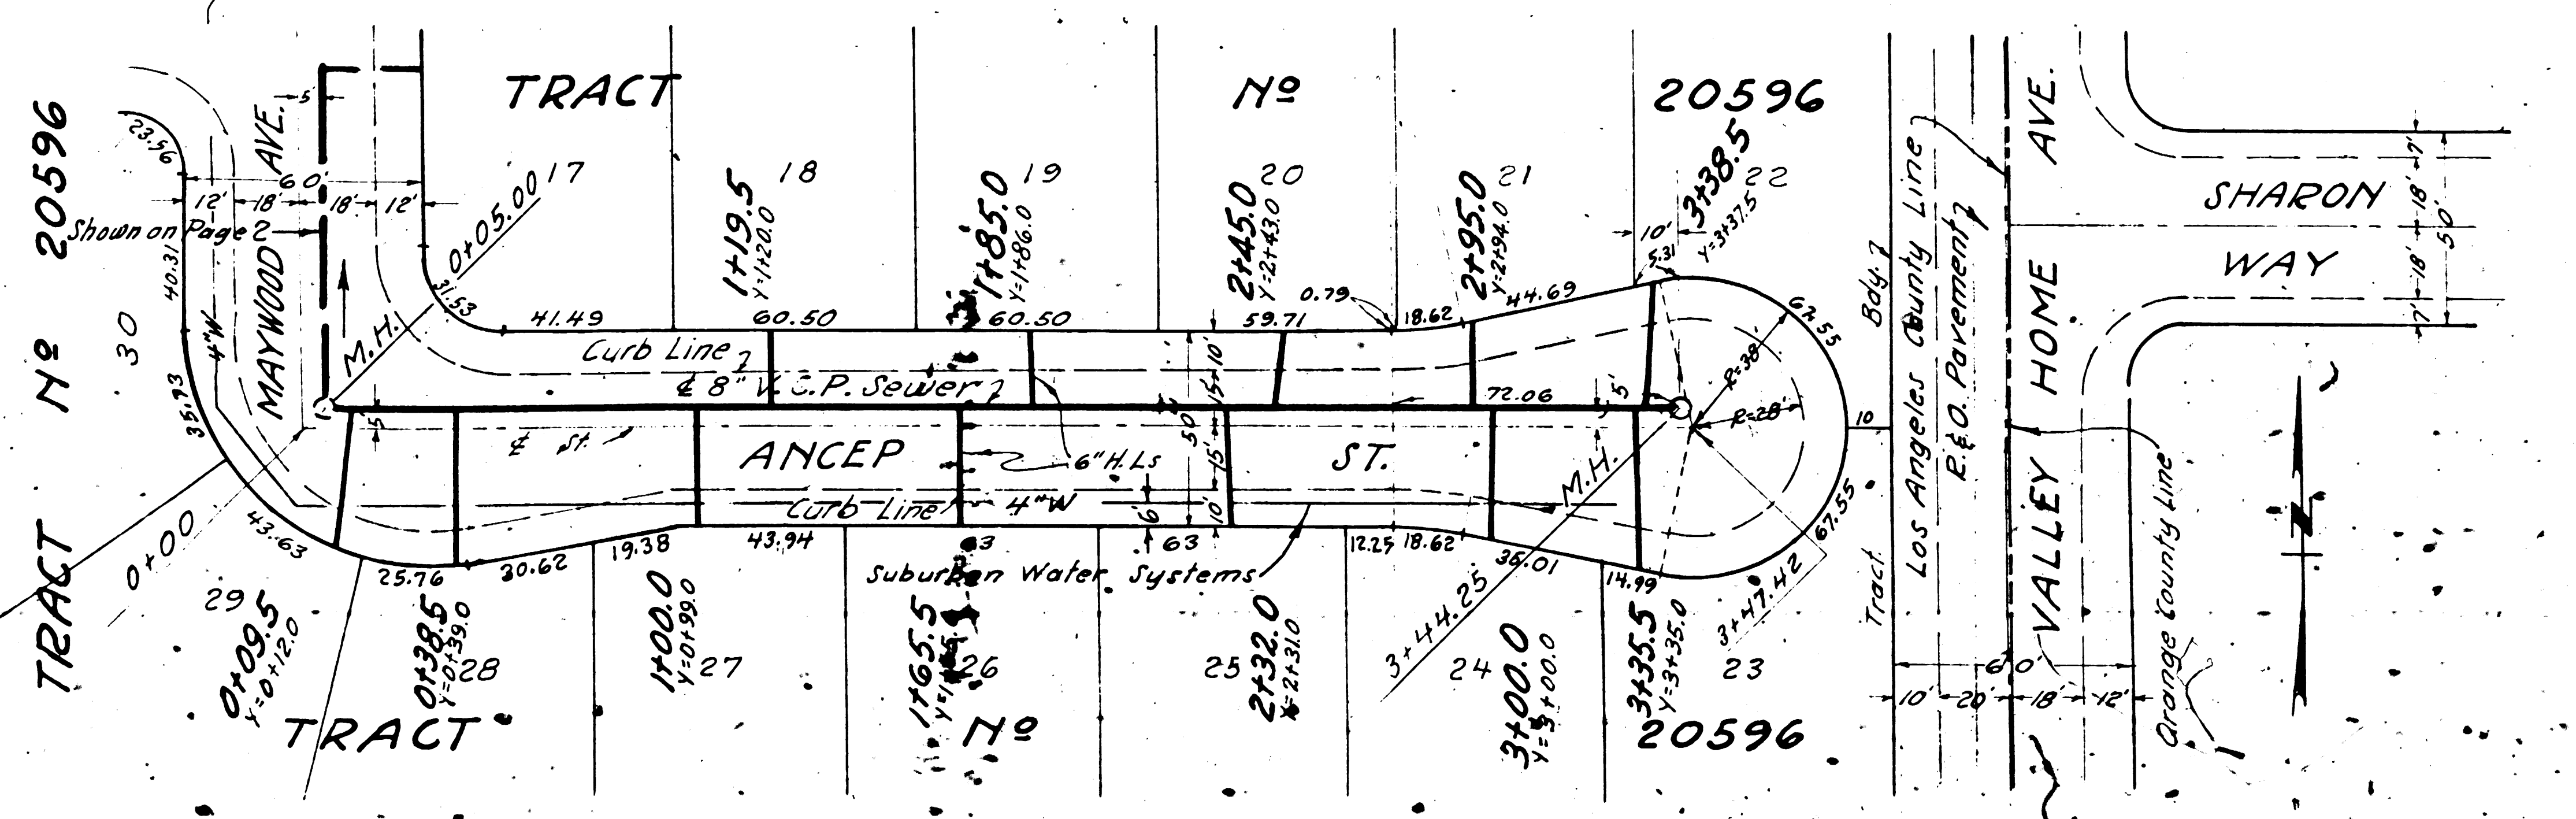 TRACT Nº 20596
TRACT Nº 20596
23.96
5'
MAYWOOD AVE.
60'
12' 18' 18' 12'
Shown on Page 2
40.31
4"W
30
35.73
0+05.00
31.53
M.H.
17
18
19
20
21
22
1+19.5
Y=1+20.0
1+85.0
Y=1+86.0
2+45.0
Y=2+43.0
2+95.0
Y=2+94.0
3+38.5
Y=3+37.5
10'
5.31
41.49
60.50
60.50
59.71
0.79
18.62
44.69
67.55
Curb Line
₵ 8" V.C.P. Sewer
15' 10'
72.06
5'
R=38'
R=28'
10
5'
₵ St.
ANCEP ST.
6" H.Ls
50'
15'
10'
6'
Curb Line
4"W
M.H.
0+00
43.63
25.76
30.62
19.38
43.94
63
63
12.25
18.62
36.01
14.99
67.55
Suburban Water Systems
3+44.25
3+47.42
29
28
27
26
25
24
23
0+09.5
Y=0+12.0
0+38.5
Y=0+39.0
1+00.0
Y=0+99.0
1+65.5
2+32.0
Y=2+31.0
3+00.0
Y=3+00.0
3+35.5
Y=3+35.0
TRACT Nº 20596
Tract Bdy.
Los Angeles County Line
R.&O. Pavement
VALLEY HOME AVE.
Orange County Line
60'
10' 20' 18' 12'
SHARON
WAY
7' 18' 18' 7'
50'
N